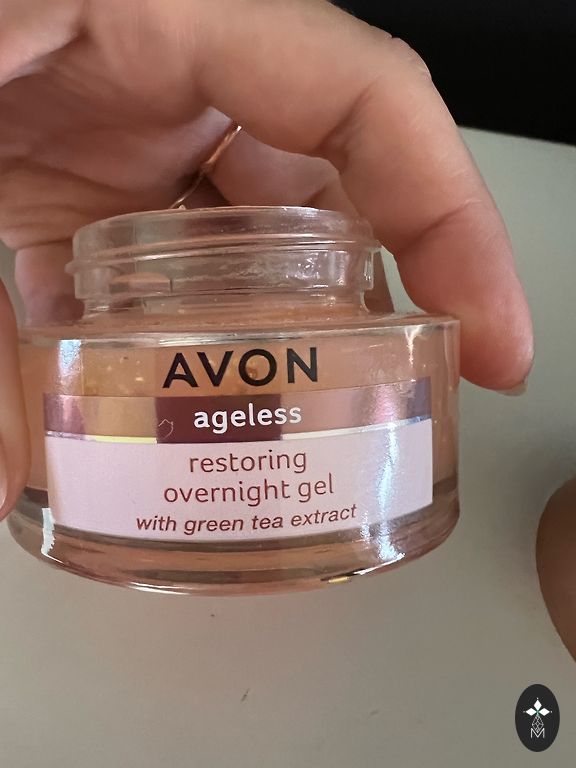 AVON
ageless
restoring
overnight gel
with green tea extract
M